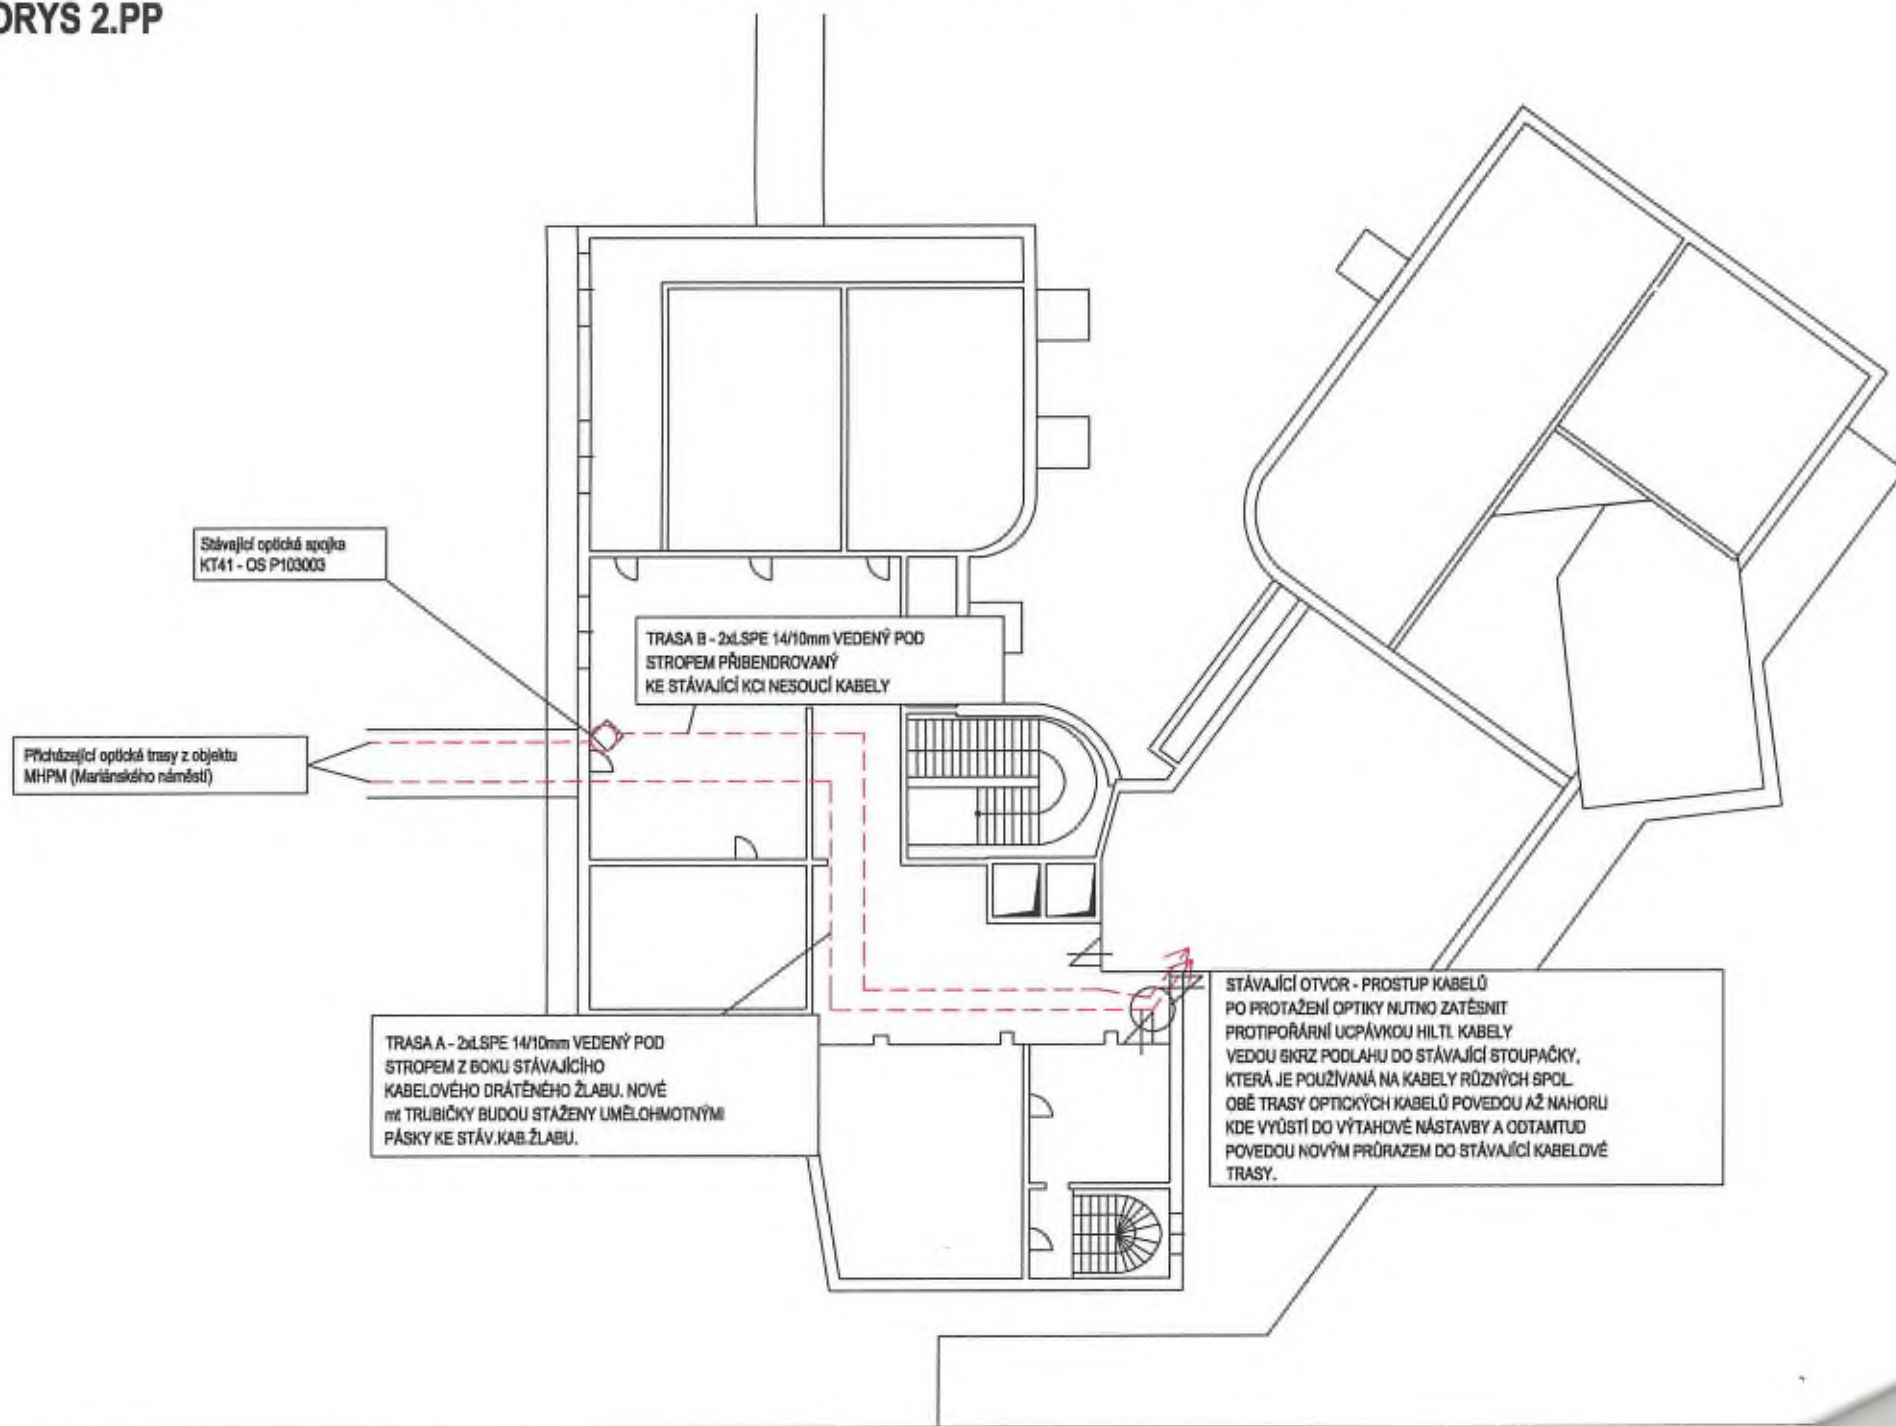 ORYS 2.PP
Stávající optická spojka
KT41 - OS P103003
TRASA B - 2xLSPE 14/10mm VEDENÝ POD
STROPEM PŘIBENDROVANÝ
KE STÁVAJÍCÍ KCI NESOUCÍ KABELY
Přicházející optické trasy z objektu
MHPM (Mariánského náměstí)
TRASA A - 2xLSPE 14/10mm VEDENÝ POD
STROPEM Z BOKU STÁVAJÍCÍHO
KABELOVÉHO DRÁTĚNÉHO ŽLABU. NOVÉ
mt TRUBIČKY BUDOU STAŽENY UMĚLOHMOTNÝMI
PÁSKY KE STÁV.KAB.ŽLABU.
STÁVAJÍCÍ OTVOR - PROSTUP KABELŮ
PO PROTAŽENÍ OPTIKY NUTNO ZATĚSNIT
PROTIPOŘÁRNÍ UCPÁVKOU HILTI. KABELY
VEDOU SKRZ PODLAHU DO STÁVAJÍCÍ STOUPAČKY,
KTERÁ JE POUŽÍVANÁ NA KABELY RŮZNÝCH SPOL.
OBĚ TRASY OPTICKÝCH KABELŮ POVEDOU AŽ NAHORU
KDE VYÚSTÍ DO VÝTAHOVÉ NÁSTAVBY A ODTAMTUD
POVEDOU NOVÝM PRŮRAZEM DO STÁVAJÍCÍ KABELOVÉ
TRASY.